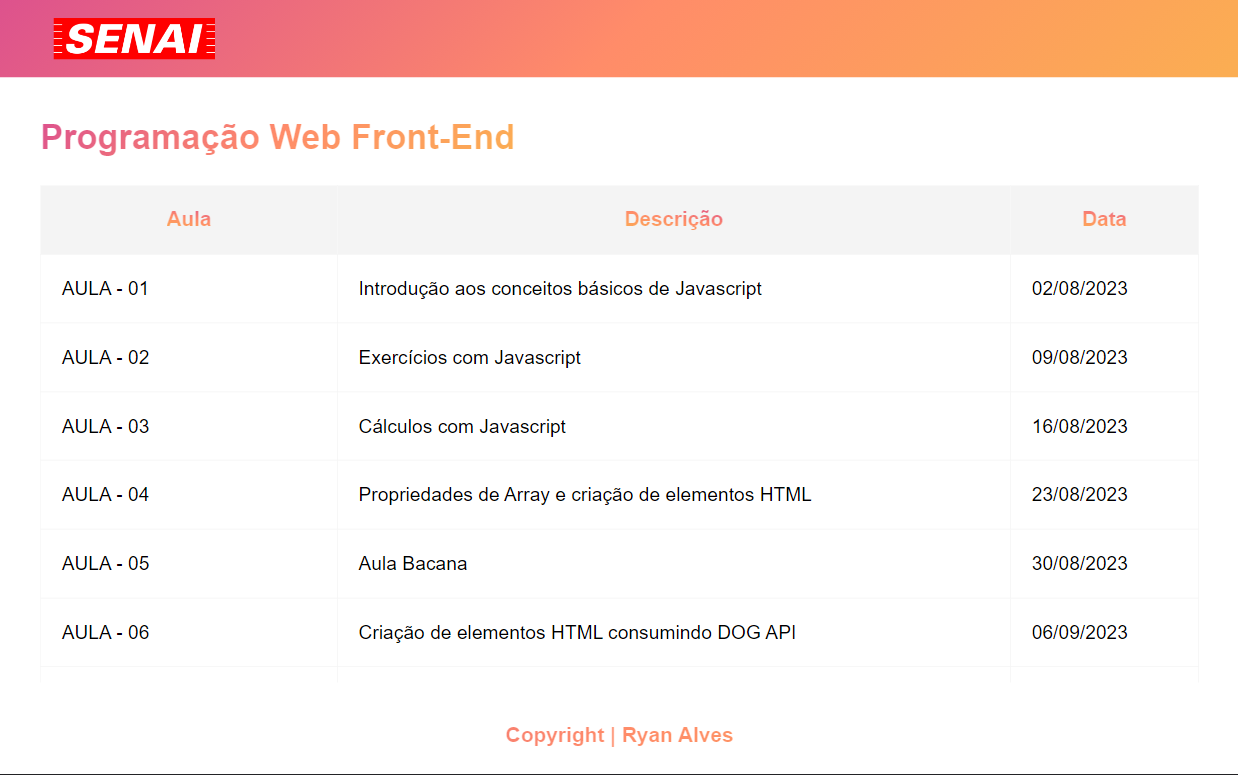 SENAI
Programação Web Front-End
Aula Descrição Data
AULA - 01 Introdução aos conceitos básicos de Javascript 02/08/2023
AULA - 02 Exercícios com Javascript 09/08/2023
AULA - 03 Cálculos com Javascript 16/08/2023
AULA - 04 Propriedades de Array e criação de elementos HTML 23/08/2023
AULA - 05 Aula Bacana 30/08/2023
AULA - 06 Criação de elementos HTML consumindo DOG API 06/09/2023
Copyright | Ryan Alves